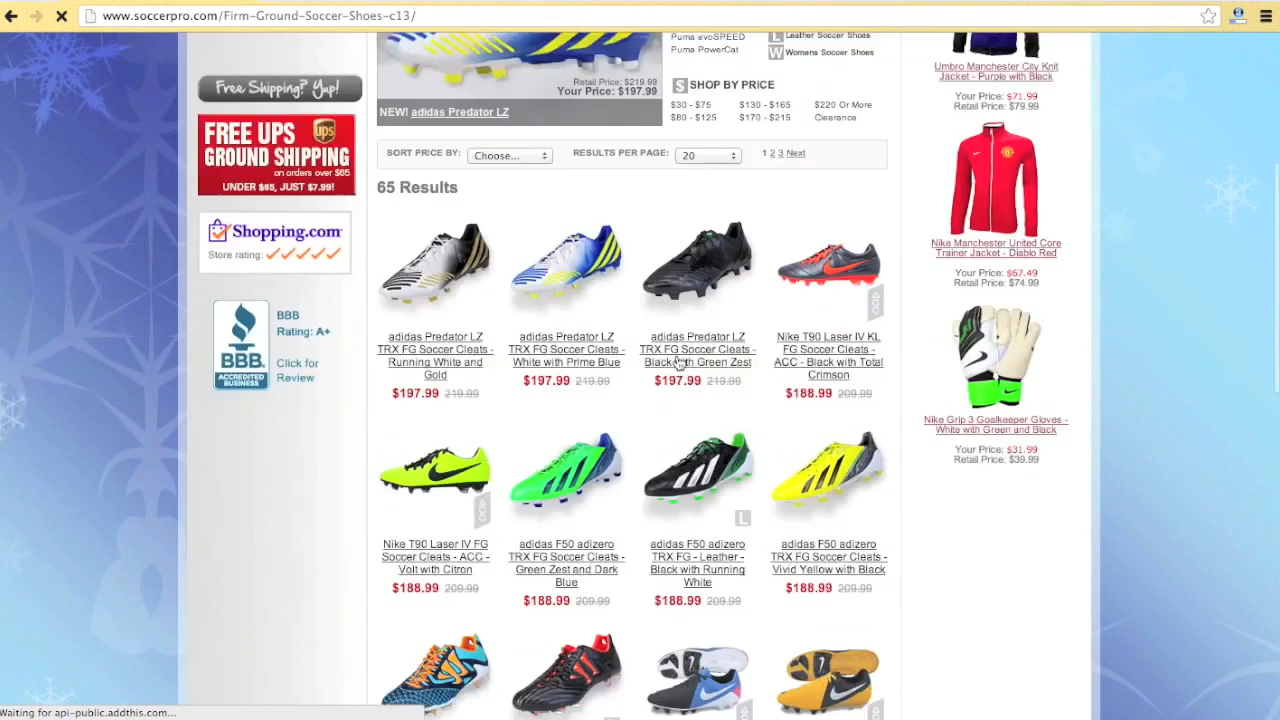 www.soccerpro.com/Firm-Ground-Soccer-Shoes-c13/
Free Shipping? Yup!
FREE UPS
ups
GROUND SHIPPING
on orders over $65
UNDER $65, JUST $7.99!
Shopping.com
Store rating:
BBB
ACCREDITED
BUSINESS
BBB
Rating: A+
Click for
Review
Retail Price: $219.99
Your Price: $197.99
NEW! adidas Predator LZ
Puma evoSPEED
Puma PowerCat
L Leather Soccer Shoes
W Womens Soccer Shoes
$ SHOP BY PRICE
$30 - $75 $130 - $165 $220 Or More
$80 - $125 $170 - $215 Clearance
SORT PRICE BY: Choose... RESULTS PER PAGE: 20 1 2 3 Next
65 Results
adidas Predator LZ
TRX FG Soccer Cleats -
Running White and
Gold
$197.99 219.99
adidas Predator LZ
TRX FG Soccer Cleats -
White with Prime Blue
$197.99 219.99
adidas Predator LZ
TRX FG Soccer Cleats -
Black with Green Zest
$197.99 219.99
Nike T90 Laser IV KL
FG Soccer Cleats -
ACC - Black with Total
Crimson
$188.99 209.99
L
Nike T90 Laser IV FG
Soccer Cleats - ACC -
Volt with Citron
$188.99 209.99
adidas F50 adizero
TRX FG Soccer Cleats -
Green Zest and Dark
Blue
$188.99 209.99
adidas F50 adizero
TRX FG - Leather -
Black with Running
White
$188.99 209.99
adidas F50 adizero
TRX FG Soccer Cleats -
Vivid Yellow with Black
$188.99 209.99
Umbro Manchester City Knit
Jacket - Purple with Black
Your Price: $71.99
Retail Price: $79.99
Nike Manchester United Core
Trainer Jacket - Diablo Red
Your Price: $67.49
Retail Price: $74.99
Nike Grip 3 Goalkeeper Gloves -
White with Green and Black
Your Price: $31.99
Retail Price: $39.99
Waiting for api-public.addthis.com...